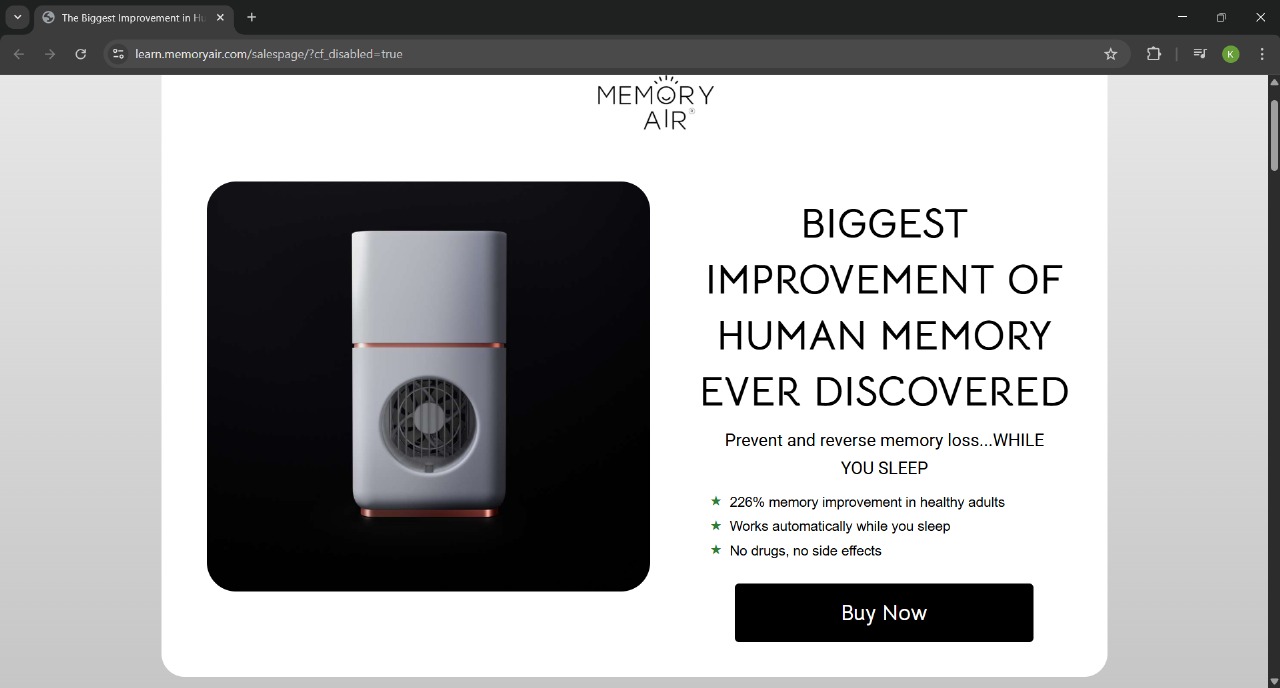 The Biggest Improvement in Hu
learn.memoryair.com/salespage/?cf_disabled=true
K
MEMORY
AIR®
BIGGEST
IMPROVEMENT OF
HUMAN MEMORY
EVER DISCOVERED
Prevent and reverse memory loss...WHILE
YOU SLEEP
★ 226% memory improvement in healthy adults
★ Works automatically while you sleep
★ No drugs, no side effects
Buy Now